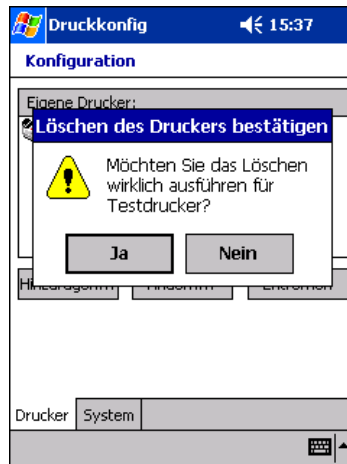 Druckkonfig 15:37
Konfiguration
Eigene Drucker:
Löschen des Druckers bestätigen
Möchten Sie das Löschen
wirklich ausführen für
Testdrucker?
Ja Nein
Drucker System